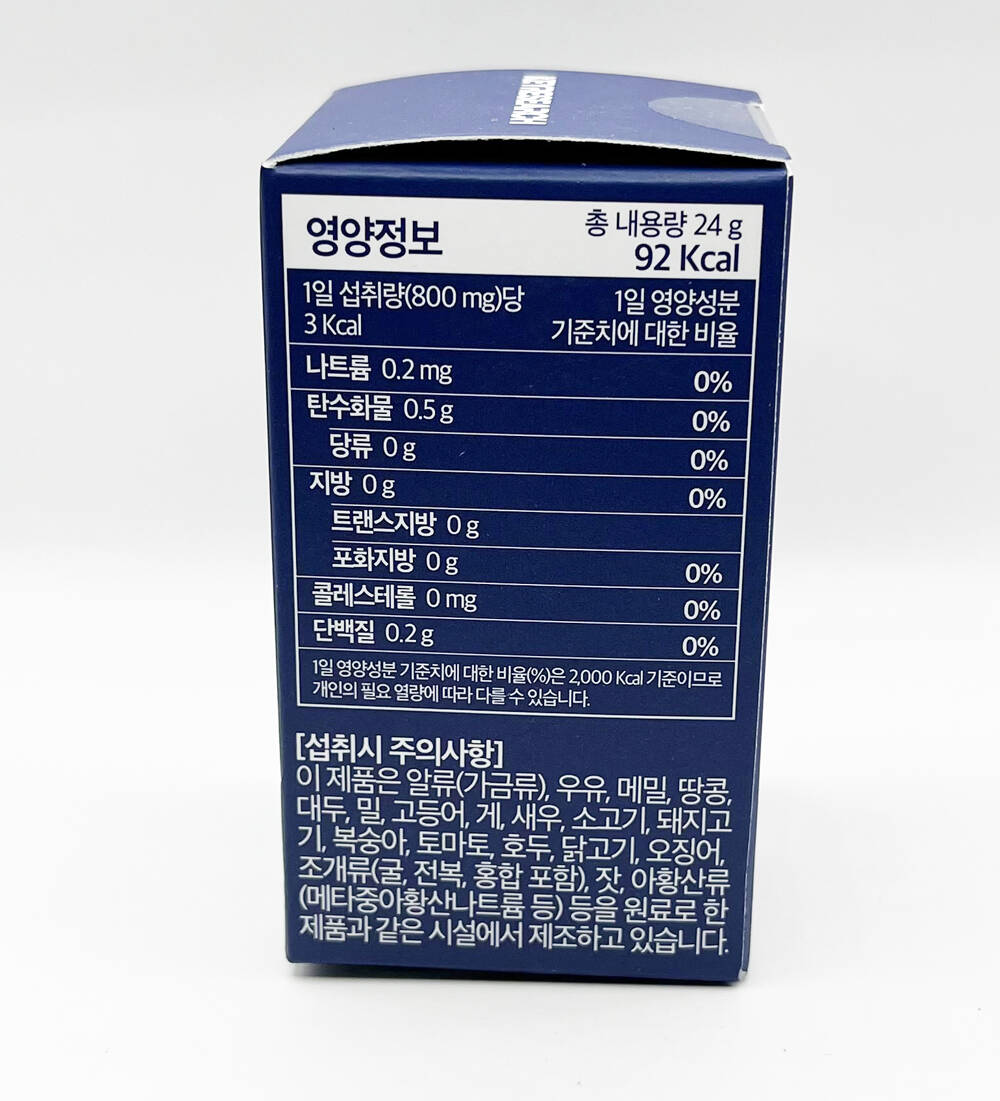 영양정보
총 내용량 24 g
92 Kcal
1일 섭취량(800 mg)당
3 Kcal
1일 영양성분
기준치에 대한 비율
나트륨 0.2 mg 0%
탄수화물 0.5 g 0%
당류 0 g 0%
지방 0 g 0%
트랜스지방 0 g
포화지방 0 g 0%
콜레스테롤 0 mg 0%
단백질 0.2 g 0%
1일 영양성분 기준치에 대한 비율(%)은 2,000 Kcal 기준이므로
개인의 필요 열량에 따라 다를 수 있습니다.
[섭취시 주의사항]
이 제품은 알류(가금류), 우유, 메밀, 땅콩,
대두, 밀, 고등어, 게, 새우, 소고기, 돼지고
기, 복숭아, 토마토, 호두, 닭고기, 오징어,
조개류(굴, 전복, 홍합 포함), 잣, 아황산류
(메타중아황산나트륨 등) 등을 원료로 한
제품과 같은 시설에서 제조하고 있습니다.